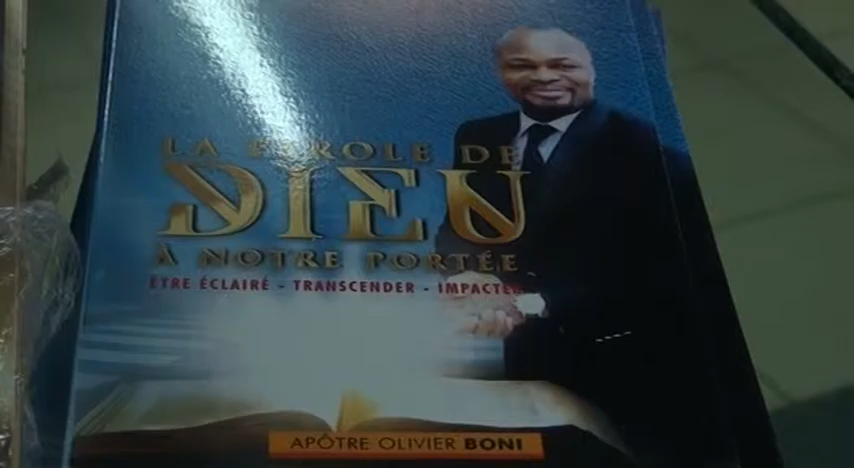 LA PAROLE DE
DIEU
À NOTRE PORTÉE
ÊTRE ÉCLAIRÉ - TRANSCENDER - IMPACTER
APÔTRE OLIVIER BONI